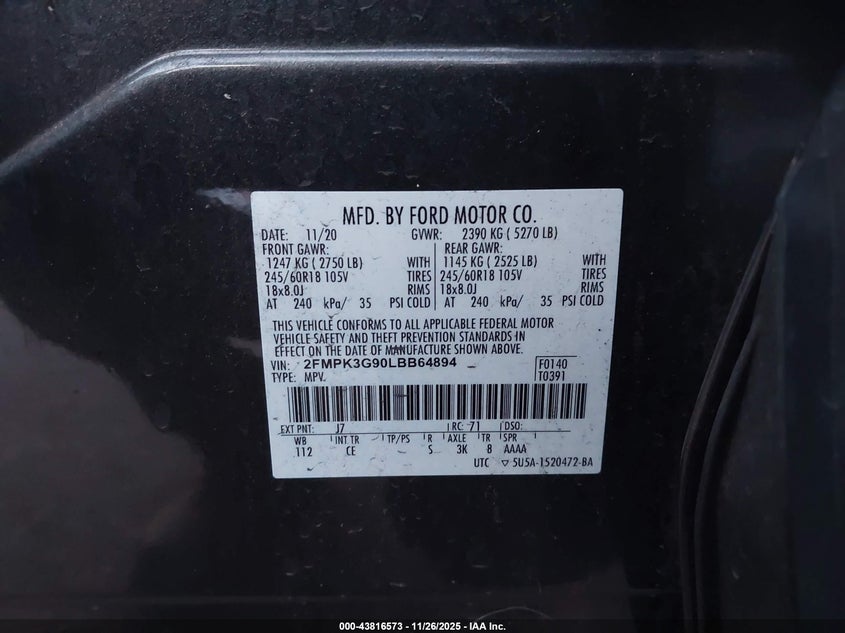 MFD. BY FORD MOTOR CO.
DATE: 11/20 GVWR: 2390 KG ( 5270 LB)
FRONT GAWR: REAR GAWR:
1247 KG ( 2750 LB) WITH 1145 KG ( 2525 LB) WITH
245/60R18 105V TIRES 245/60R18 105V TIRES
18x8.0J RIMS 18x8.0J RIMS
AT 240 kPa/ 35 PSI COLD AT 240 kPa/ 35 PSI COLD
THIS VEHICLE CONFORMS TO ALL APPLICABLE FEDERAL MOTOR
VEHICLE SAFETY AND THEFT PREVENTION STANDARDS IN
EFFECT ON THE DATE OF MANUFACTURE SHOWN ABOVE.
VIN: 2FMPK3G90LBB64894 F0140
TYPE: MPV. T0391
EXT PNT: J7 RC: 71 DSO:
WB INT TR TP/PS R AXLE TR SPR
112 CE S 3K 8 AAAA
UTC ▽ 5U5A-1520472-BA
000-43816573 - 11/26/2025 - IAA Inc.